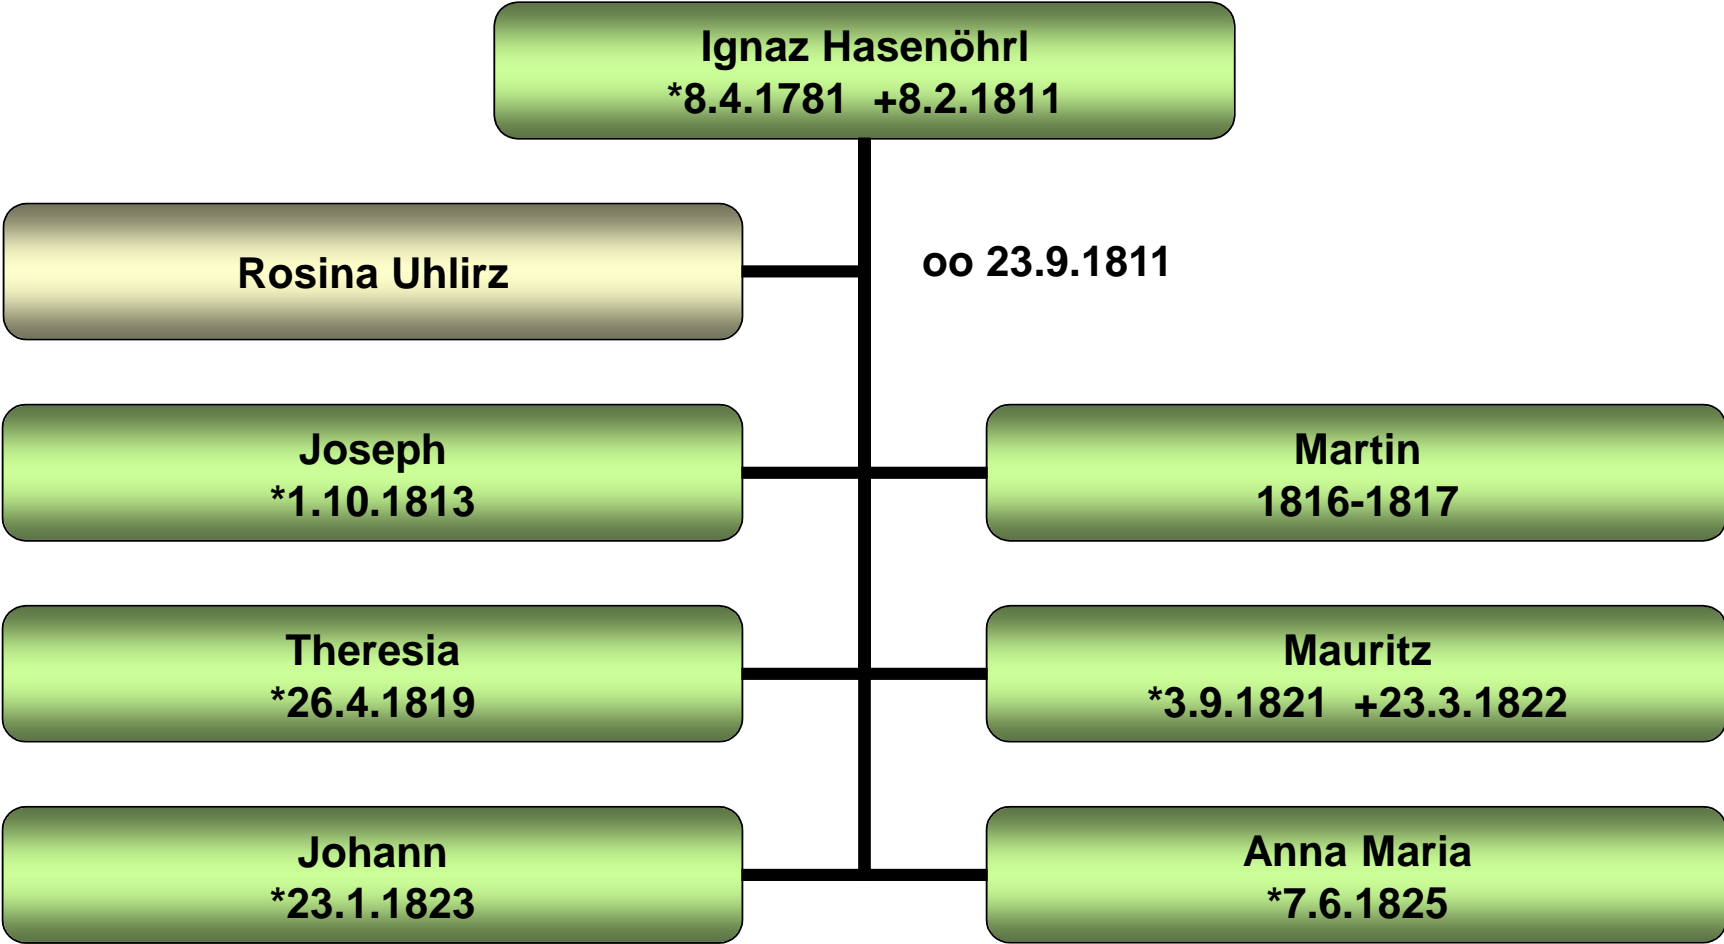 Ignaz Hasenöhrl
*8.4.1781 +8.2.1811
Rosina Uhlirz
oo 23.9.1811
Joseph
*1.10.1813
Martin
1816-1817
Theresia
*26.4.1819
Mauritz
*3.9.1821 +23.3.1822
Johann
*23.1.1823
Anna Maria
*7.6.1825